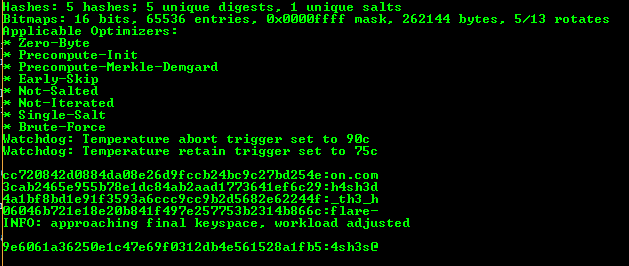 Hashes: 5 hashes; 5 unique digests, 1 unique salts
Bitmaps: 16 bits, 65536 entries, 0x0000ffff mask, 262144 bytes, 5/13 rotates
Applicable Optimizers:
* Zero-Byte
* Precompute-Init
* Precompute-Merkle-Demgard
* Early-Skip
* Not-Salted
* Not-Iterated
* Single-Salt
* Brute-Force
Watchdog: Temperature abort trigger set to 90c
Watchdog: Temperature retain trigger set to 75c
cc720842d0884da08e26d9fccb24bc9c27bd254e:on.com
3cab2465e955b78e1dc84ab2aad1773641ef6c29:h4sh3d
4a1bf8bd1e91f3593a6ccc9cc9b2d5682e62244f:_th3_h
06046b721e18e20b841f497e257753b2314b866c:flare-
INFO: approaching final keyspace, workload adjusted
9e6061a36250e1c47e69f0312db4e561528a1fb5:4sh3s@